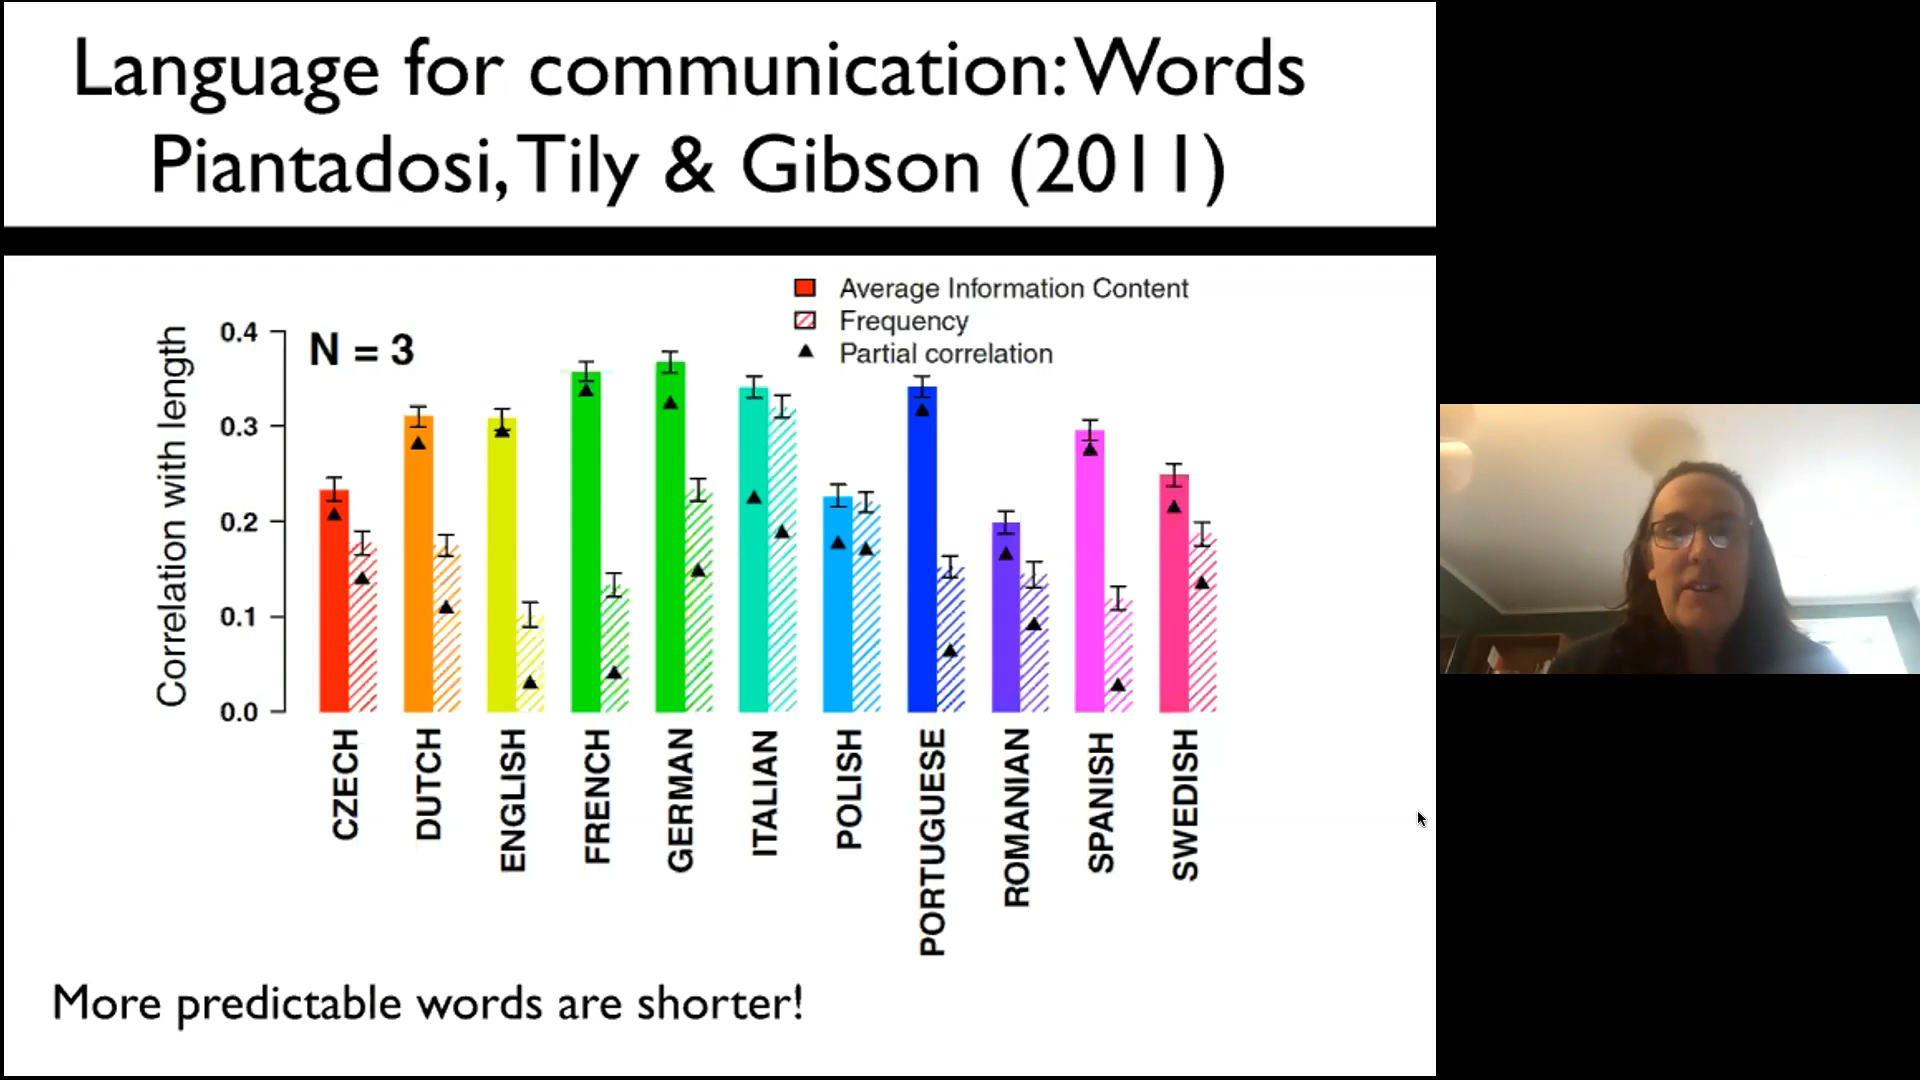 Language for communication: Words
Piantadosi, Tily & Gibson (2011)
Average Information Content
Frequency
Partial correlation
N = 3
Correlation with length
0.4
0.3
0.2
0.1
0.0
CZECH
DUTCH
ENGLISH
FRENCH
GERMAN
ITALIAN
POLISH
PORTUGUESE
ROMANIAN
SPANISH
SWEDISH
More predictable words are shorter!